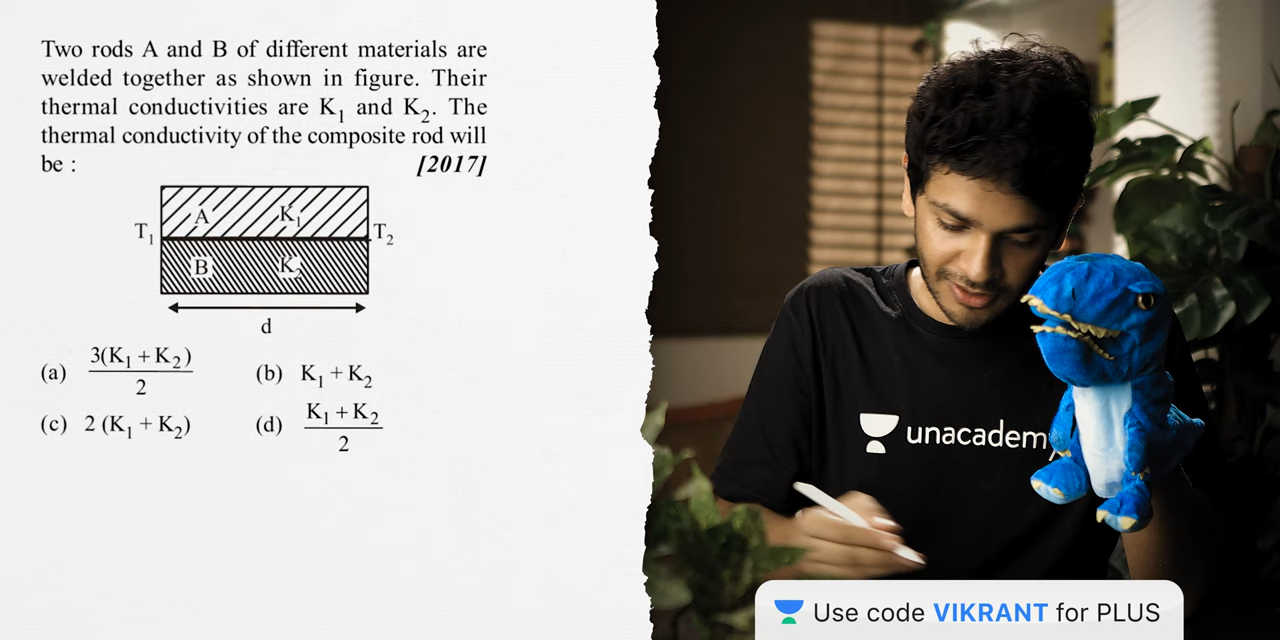 Two rods A and B of different materials are
welded together as shown in figure. Their
thermal conductivities are K₁ and K₂. The
thermal conductivity of the composite rod will
be : [2017]
A K₁
T₁ T₂
B K
d
(a) 3(K₁ + K₂)/2 (b) K₁ + K₂
(c) 2 (K₁ + K₂) (d) K₁ + K₂/2
unacademy
Use code VIKRANT for PLUS